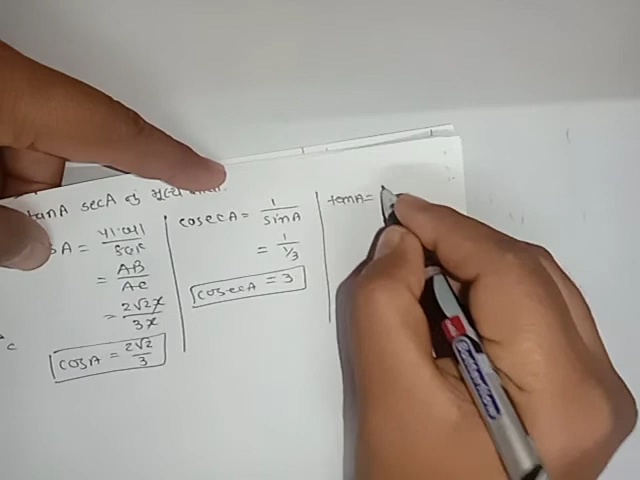 tanA secA નું મૂલ્ય
A = પા.બા / કર્ણ
= AB / AC
= 2√2x / 3x
cosA = 2√2 / 3
c
cosecA = 1 / sinA
= 1 / 1/3
cosecA = 3
tanA =